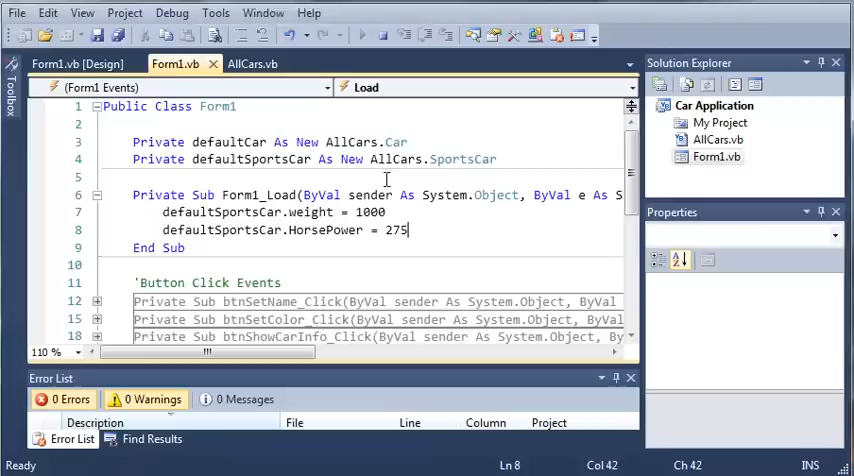 File Edit View Project Debug Tools Window Help
Form1.vb [Design] Form1.vb AllCars.vb
Toolbox
(Form1 Events) Load
1 Public Class Form1
2
3 Private defaultCar As New AllCars.Car
4 Private defaultSportsCar As New AllCars.SportsCar
5
6 Private Sub Form1_Load(ByVal sender As System.Object, ByVal e As S
7 defaultSportsCar.weight = 1000
8 defaultSportsCar.HorsePower = 275
9 End Sub
10
11 'Button Click Events
12 Private Sub btnSetName_Click(ByVal sender As System.Object, ByVal
15 Private Sub btnSetColor_Click(ByVal sender As System.Object, ByVal
18 Private Sub btnShowCarInfo_Click(ByVal sender As System.Object, By
110 %
Solution Explorer
Car Application
My Project
AllCars.vb
Form1.vb
Properties
Error List
0 Errors 0 Warnings 0 Messages
Description File Line Column Project
Error List Find Results
Ready Ln 8 Col 42 Ch 42 INS